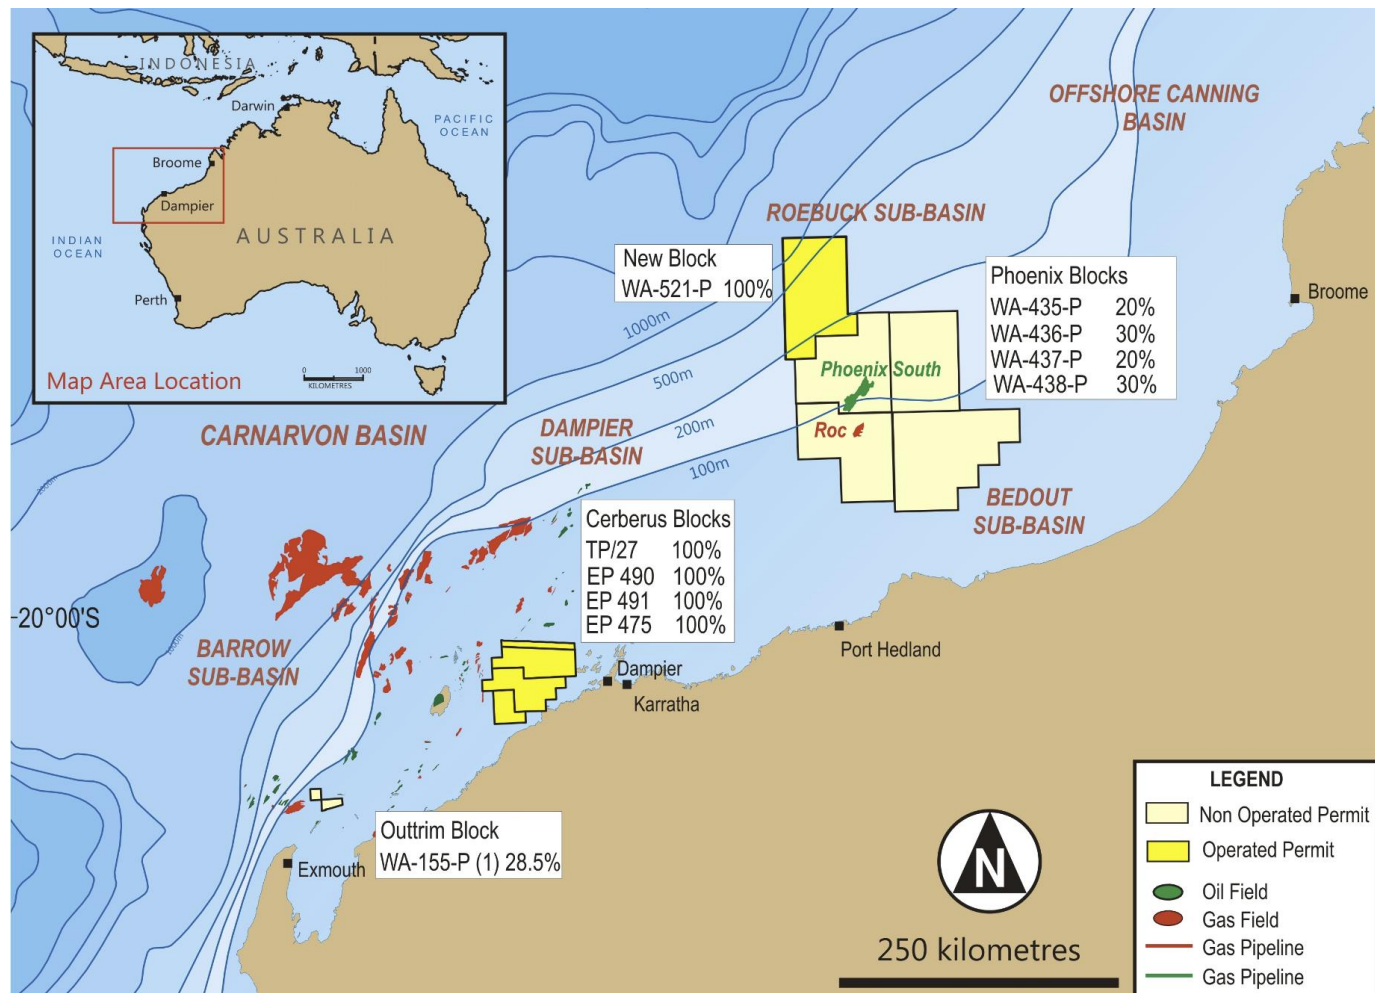 INDONESIA
Darwin
PACIFIC
OCEAN
Broome
Dampier
INDIAN
OCEAN
AUSTRALIA
Perth
Map Area Location
0 1000
KILOMETRES
OFFSHORE CANNING
BASIN
ROEBUCK SUB-BASIN
New Block
WA-521-P 100%
Phoenix Blocks
WA-435-P 20%
WA-436-P 30%
WA-437-P 20%
WA-438-P 30%
Broome
1000m
500m
200m
100m
Phoenix South
Roc
CARNARVON BASIN
DAMPIER
SUB-BASIN
BEDOUT
SUB-BASIN
Cerberus Blocks
TP/27 100%
EP 490 100%
EP 491 100%
EP 475 100%
20°00'S
BARROW
SUB-BASIN
Port Hedland
Dampier
Karratha
Outtrim Block
WA-155-P (1) 28.5%
Exmouth
N
250 kilometres
LEGEND
Non Operated Permit
Operated Permit
Oil Field
Gas Field
Gas Pipeline
Gas Pipeline